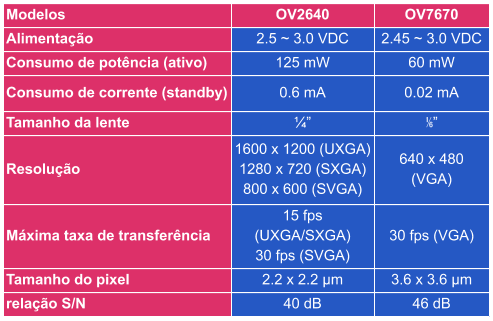 Modelos OV2640 OV7670
Alimentação 2.5 ~ 3.0 VDC 2.45 ~ 3.0 VDC
Consumo de potência (ativo) 125 mW 60 mW
Consumo de corrente (standby) 0.6 mA 0.02 mA
Tamanho da lente ¼” ⅙”
Resolução
1600 x 1200 (UXGA)
1280 x 720 (SXGA)
800 x 600 (SVGA)
640 x 480
(VGA)
Máxima taxa de transferência
15 fps
(UXGA/SXGA)
30 fps (SVGA)
30 fps (VGA)
Tamanho do pixel 2.2 x 2.2 µm 3.6 x 3.6 µm
relação S/N 40 dB 46 dB